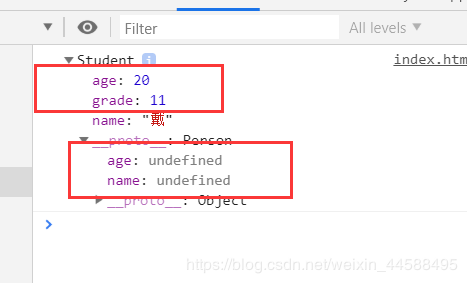 Filter All levels
Student i index.htm
age: 20
grade: 11
name: "戴"
__proto__: Person
age: undefined
name: undefined
__proto__: Object
https://blog.csdn.net/weixin_44588495